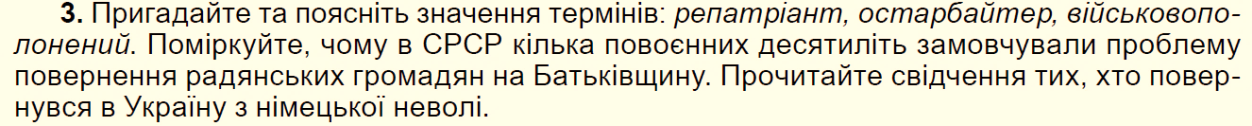 3. Пригадайте та поясніть значення термінів: репатріант, остарбайтер, військовопо-
лонений. Поміркуйте, чому в СРСР кілька повоєнних десятиліть замовчували проблему
повернення радянських громадян на Батьківщину. Прочитайте свідчення тих, хто повер-
нувся в Україну з німецької неволі.